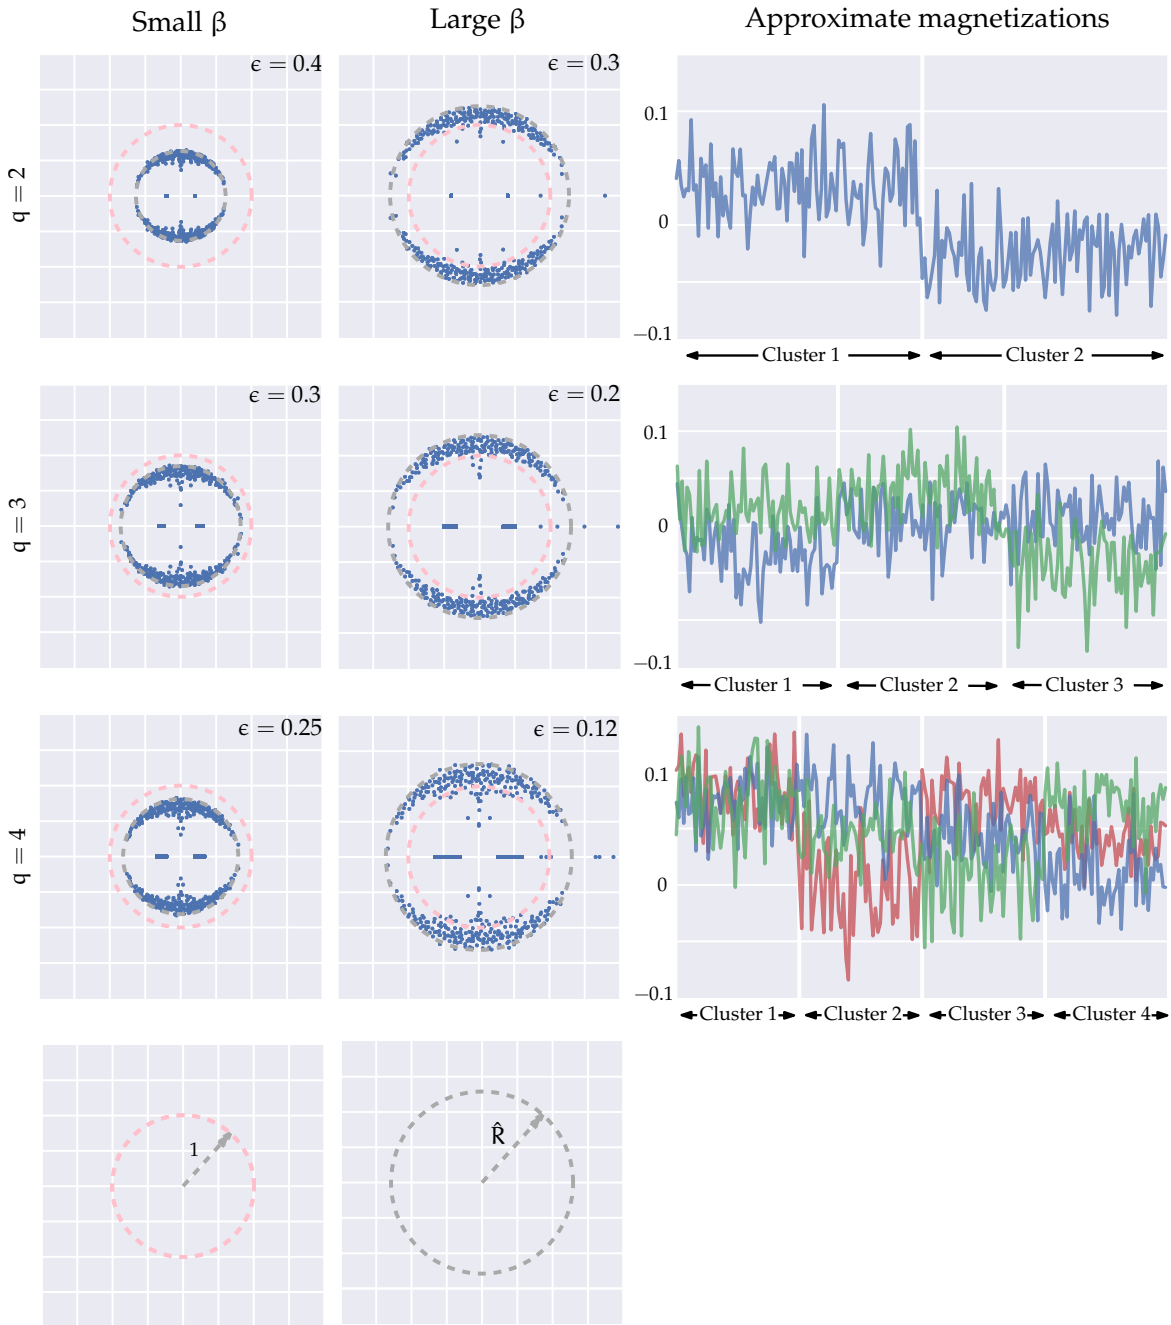 Small β
Large β
Approximate magnetizations
q = 2
ϵ = 0.4
ϵ = 0.3
0.1
0
−0.1
Cluster 1
Cluster 2
q = 3
ϵ = 0.3
ϵ = 0.2
0.1
0
−0.1
Cluster 1
Cluster 2
Cluster 3
q = 4
ϵ = 0.25
ϵ = 0.12
0.1
0
−0.1
Cluster 1
Cluster 2
Cluster 3
Cluster 4
1
R̂